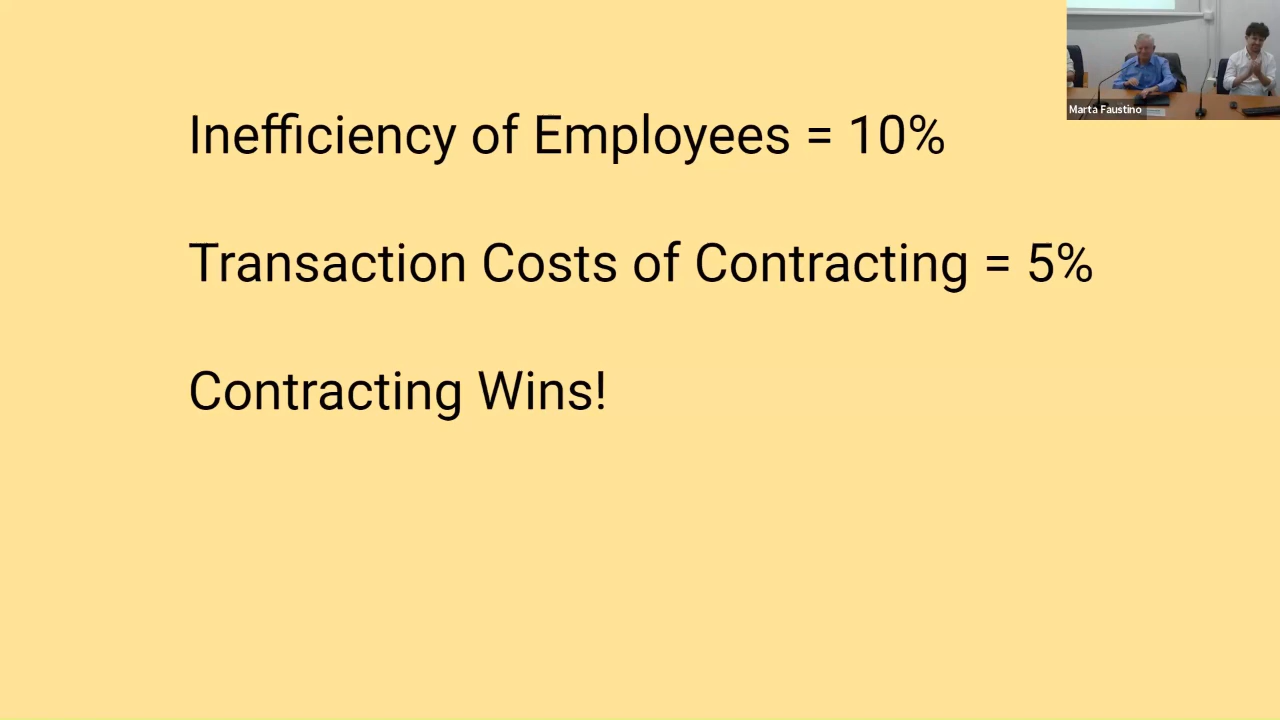 Inefficiency of Employees = 10%
Transaction Costs of Contracting = 5%
Contracting Wins!
Marta Faustino